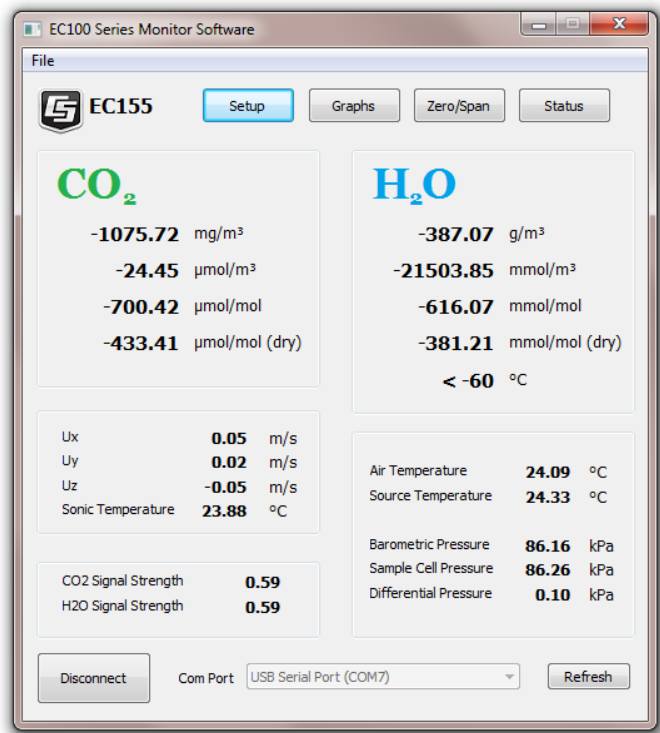 EC100 Series Monitor Software
File
EC155
Setup
Graphs
Zero/Span
Status
CO₂
-1075.72 mg/m³
-24.45 µmol/m³
-700.42 µmol/mol
-433.41 µmol/mol (dry)
H₂O
-387.07 g/m³
-21503.85 mmol/m³
-616.07 mmol/mol
-381.21 mmol/mol (dry)
< -60 °C
Ux 0.05 m/s
Uy 0.02 m/s
Uz -0.05 m/s
Sonic Temperature 23.88 °C
Air Temperature 24.09 °C
Source Temperature 24.33 °C
Barometric Pressure 86.16 kPa
Sample Cell Pressure 86.26 kPa
Differential Pressure 0.10 kPa
CO2 Signal Strength 0.59
H2O Signal Strength 0.59
Disconnect
Com Port USB Serial Port (COM7)
Refresh